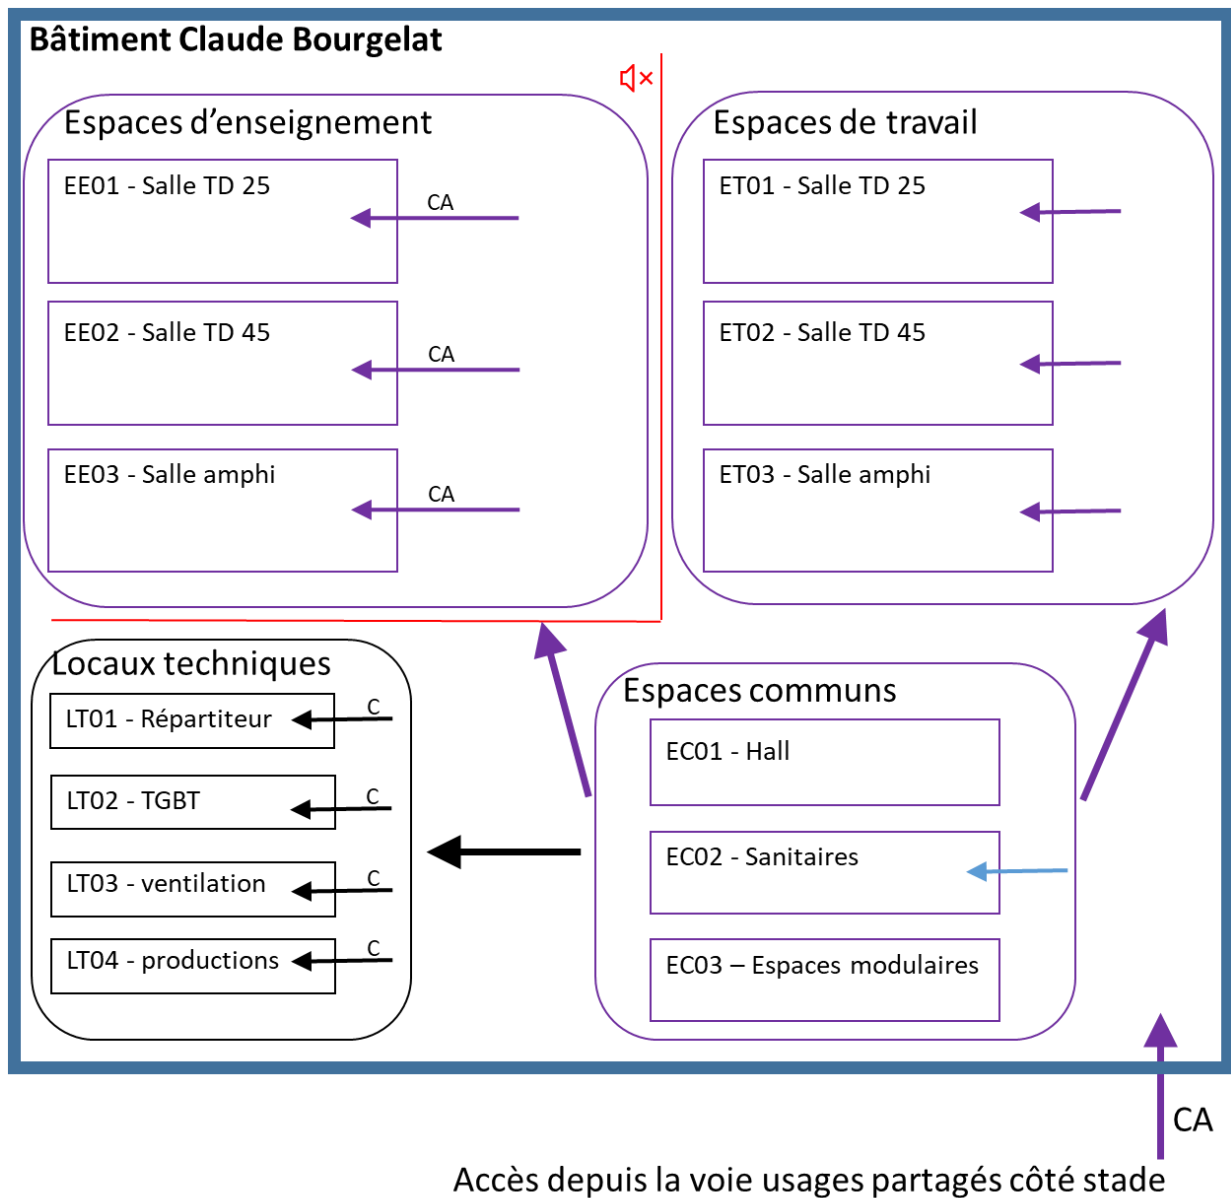 Bâtiment Claude Bourgelat
Espaces d’enseignement
EE01 - Salle TD 25
CA
EE02 - Salle TD 45
CA
EE03 - Salle amphi
CA
Espaces de travail
ET01 - Salle TD 25
ET02 - Salle TD 45
ET03 - Salle amphi
Locaux techniques
LT01 - Répartiteur
C
LT02 - TGBT
C
LT03 - ventilation
C
LT04 - productions
C
Espaces communs
EC01 - Hall
EC02 - Sanitaires
EC03 – Espaces modulaires
CA
Accès depuis la voie usages partagés côté stade